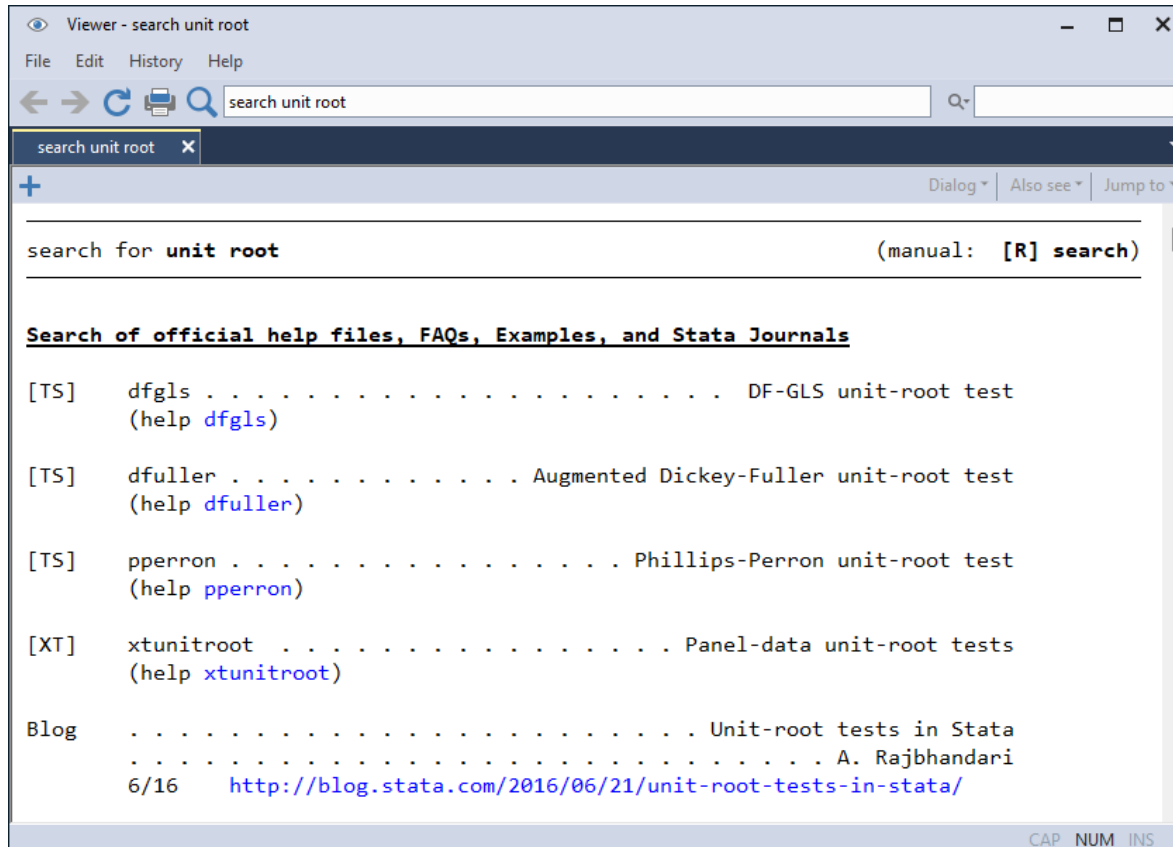 Viewer - search unit root
File Edit History Help
search unit root
search unit root
Dialog Also see Jump to
search for unit root (manual: [R] search)
Search of official help files, FAQs, Examples, and Stata Journals
[TS] dfgls . . . . . . . . . . . . . . . . . . . . . DF-GLS unit-root test
(help dfgls)
[TS] dfuller . . . . . . . . . . . . Augmented Dickey-Fuller unit-root test
(help dfuller)
[TS] pperron . . . . . . . . . . . . . . . . Phillips-Perron unit-root test
(help pperron)
[XT] xtunitroot . . . . . . . . . . . . . . . . Panel-data unit-root tests
(help xtunitroot)
Blog . . . . . . . . . . . . . . . . . . . . . . . Unit-root tests in Stata
. . . . . . . . . . . . . . . . . . . . . . . . . . . . A. Rajbhandari
6/16 http://blog.stata.com/2016/06/21/unit-root-tests-in-stata/
CAP NUM INS